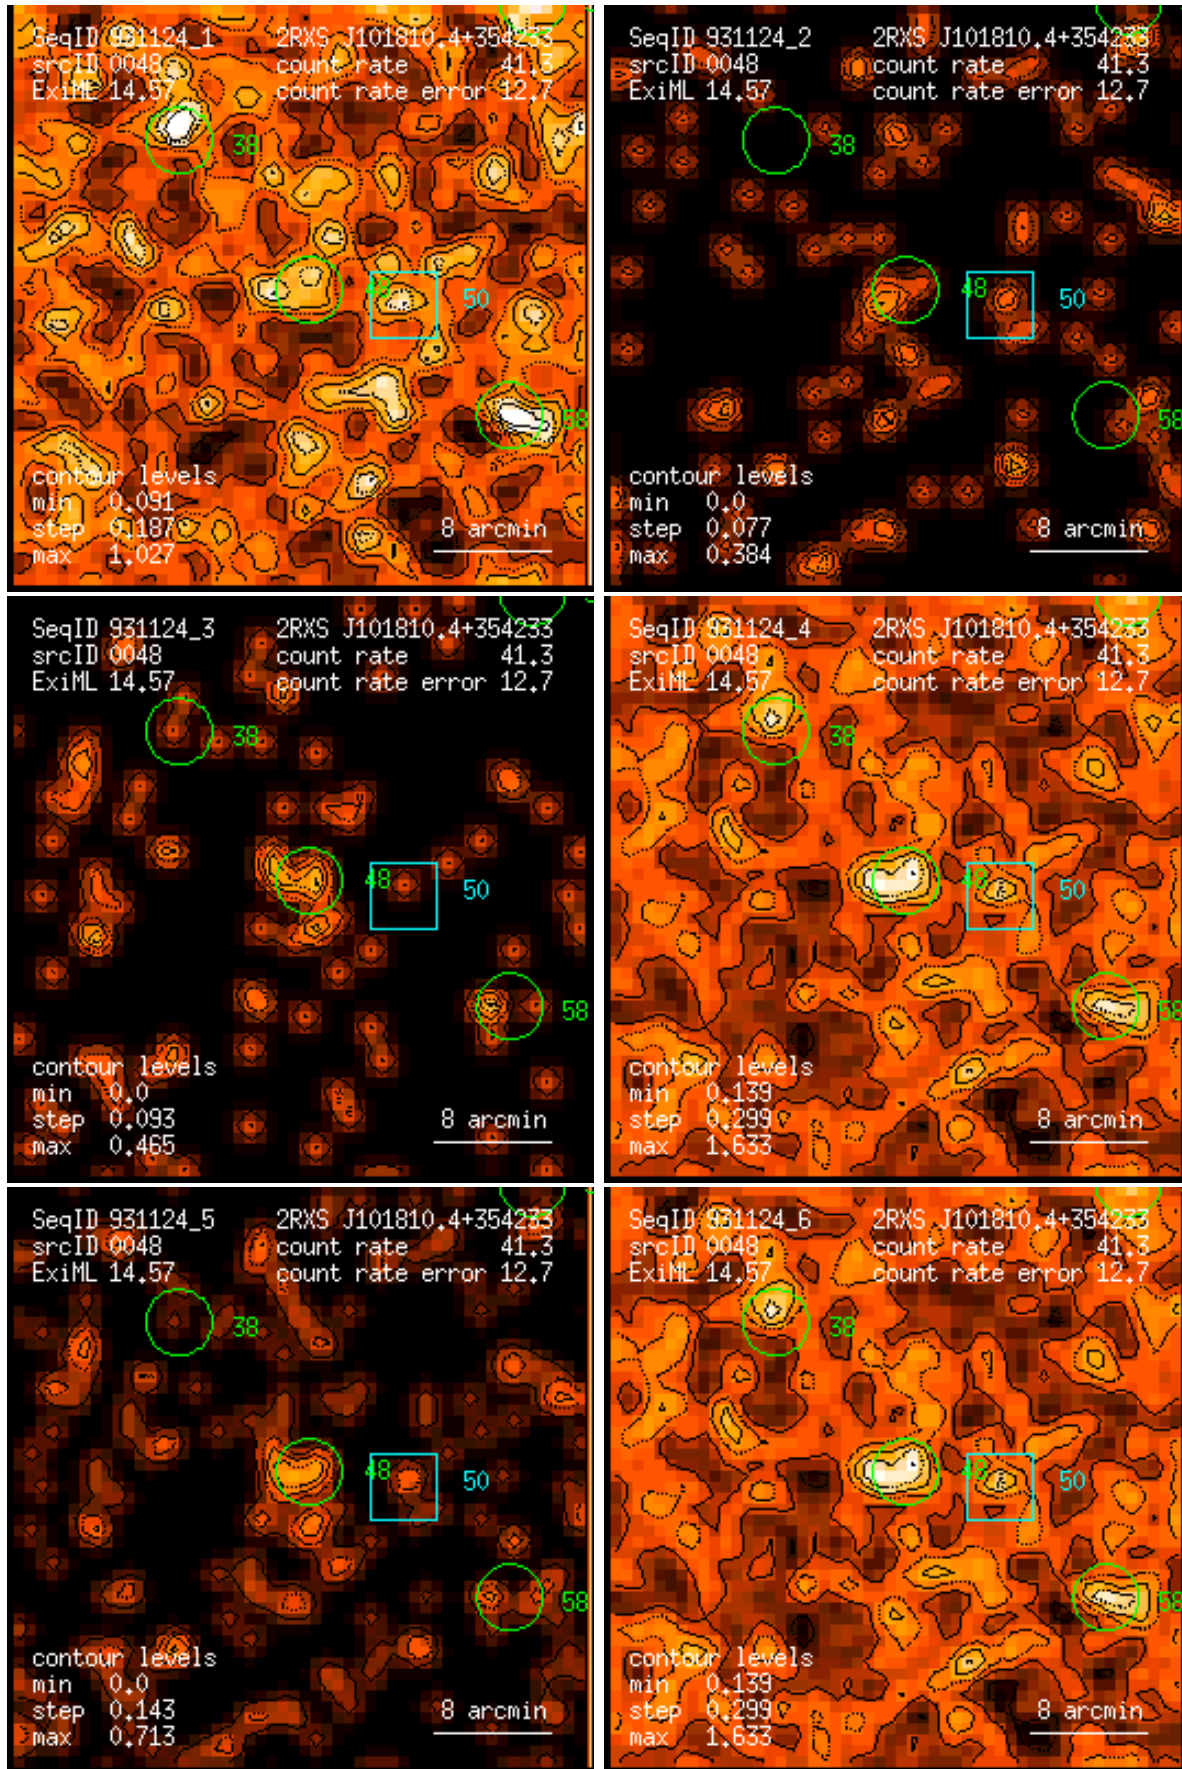 SeqID 931124_1 2RXS J101810.4+354233
srcID 0048 count rate 41.3
ExiML 14.57 count rate error 12.7
38
48
50
58
contour levels
min 0.091
step 0.187 8 arcmin
max 1.027
SeqID 931124_2 2RXS J101810.4+354233
srcID 0048 count rate 41.3
ExiML 14.57 count rate error 12.7
38
48
50
58
contour levels
min 0.0
step 0.077 8 arcmin
max 0.384
SeqID 931124_3 2RXS J101810.4+354233
srcID 0048 count rate 41.3
ExiML 14.57 count rate error 12.7
38
48
50
58
contour levels
min 0.0
step 0.093 8 arcmin
max 0.465
SeqID 931124_4 2RXS J101810.4+354233
srcID 0048 count rate 41.3
ExiML 14.57 count rate error 12.7
38
48
50
58
contour levels
min 0.139
step 0.299 8 arcmin
max 1.633
SeqID 931124_5 2RXS J101810.4+354233
srcID 0048 count rate 41.3
ExiML 14.57 count rate error 12.7
38
48
50
58
contour levels
min 0.0
step 0.143 8 arcmin
max 0.713
SeqID 931124_6 2RXS J101810.4+354233
srcID 0048 count rate 41.3
ExiML 14.57 count rate error 12.7
38
48
50
58
contour levels
min 0.139
step 0.299 8 arcmin
max 1.633